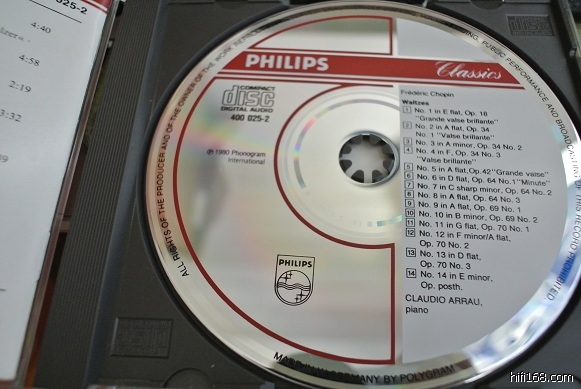 025-2
4:40
4:58
2:19
3:32
PHILIPS
Classics
COMPACT
disc
DIGITAL AUDIO
400 025-2
℗ 1980 Phonogram
International
Frédéric Chopin
Waltzes
1 No. 1 in E flat, Op. 18
"Grande valse brillante"
2 No. 2 in A flat, Op. 34
No. 1 "Valse brillante"
3 No. 3 in A minor, Op. 34 No. 2
4 No. 4 in F, Op. 34 No. 3
"Valse brillante"
5 No. 5 in A flat, Op. 42 "Grande valse"
6 No. 6 in D flat, Op. 64 No. 1 "Minute"
7 No. 7 in C sharp minor, Op. 64 No. 2
8 No. 8 in A flat, Op. 64 No. 3
9 No. 9 in A flat, Op. 69 No. 1
10 No. 10 in B minor, Op. 69 No. 2
11 No. 11 in G flat, Op. 70 No. 1
12 No. 12 in F minor/A flat,
Op. 70 No. 2
13 No. 13 in D flat,
Op. 70 No. 3
14 No. 14 in E minor,
Op. posth.
CLAUDIO ARRAU,
piano
PHILIPS
ALL RIGHTS OF THE PRODUCER AND OF THE OWNER OF THE WORK PUBLIC PERFORMANCE AND BROADCASTING OF THIS RECORD PROHIBITED
GERMANY BY POLYGRAM
hifi168.com